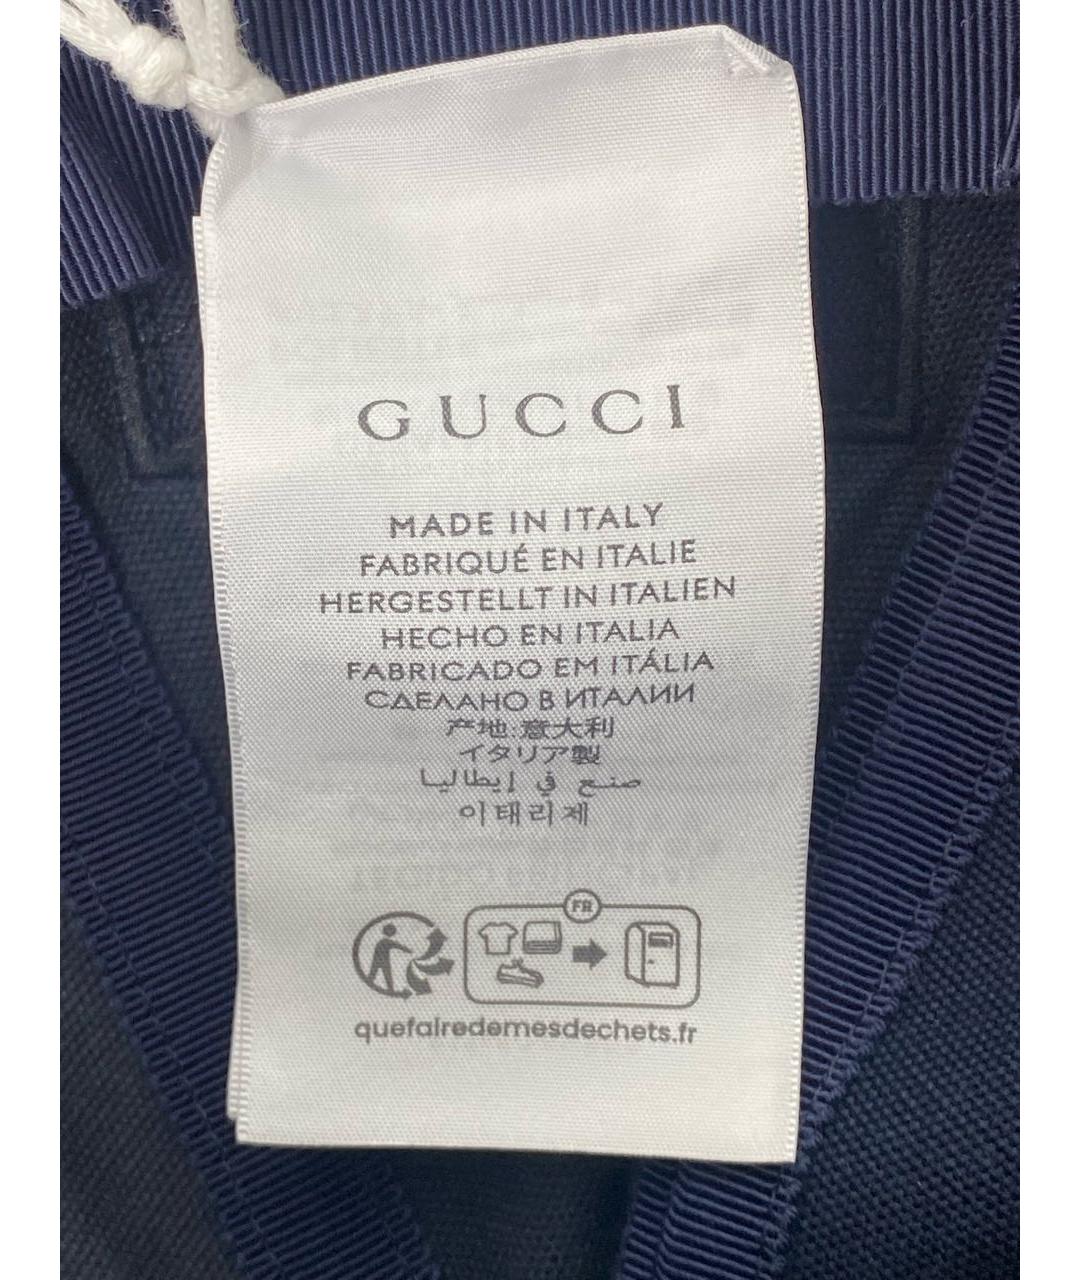 GUCCI
MADE IN ITALY
FABRIQUÉ EN ITALIE
HERGESTELLT IN ITALIEN
HECHO EN ITALIA
FABRICADO EM ITÁLIA
СДЕЛАНО В ИТАЛИИ
产地:意大利
イタリア製
صنع في إيطاليا
이태리제
FR
quefairedemesdechets.fr